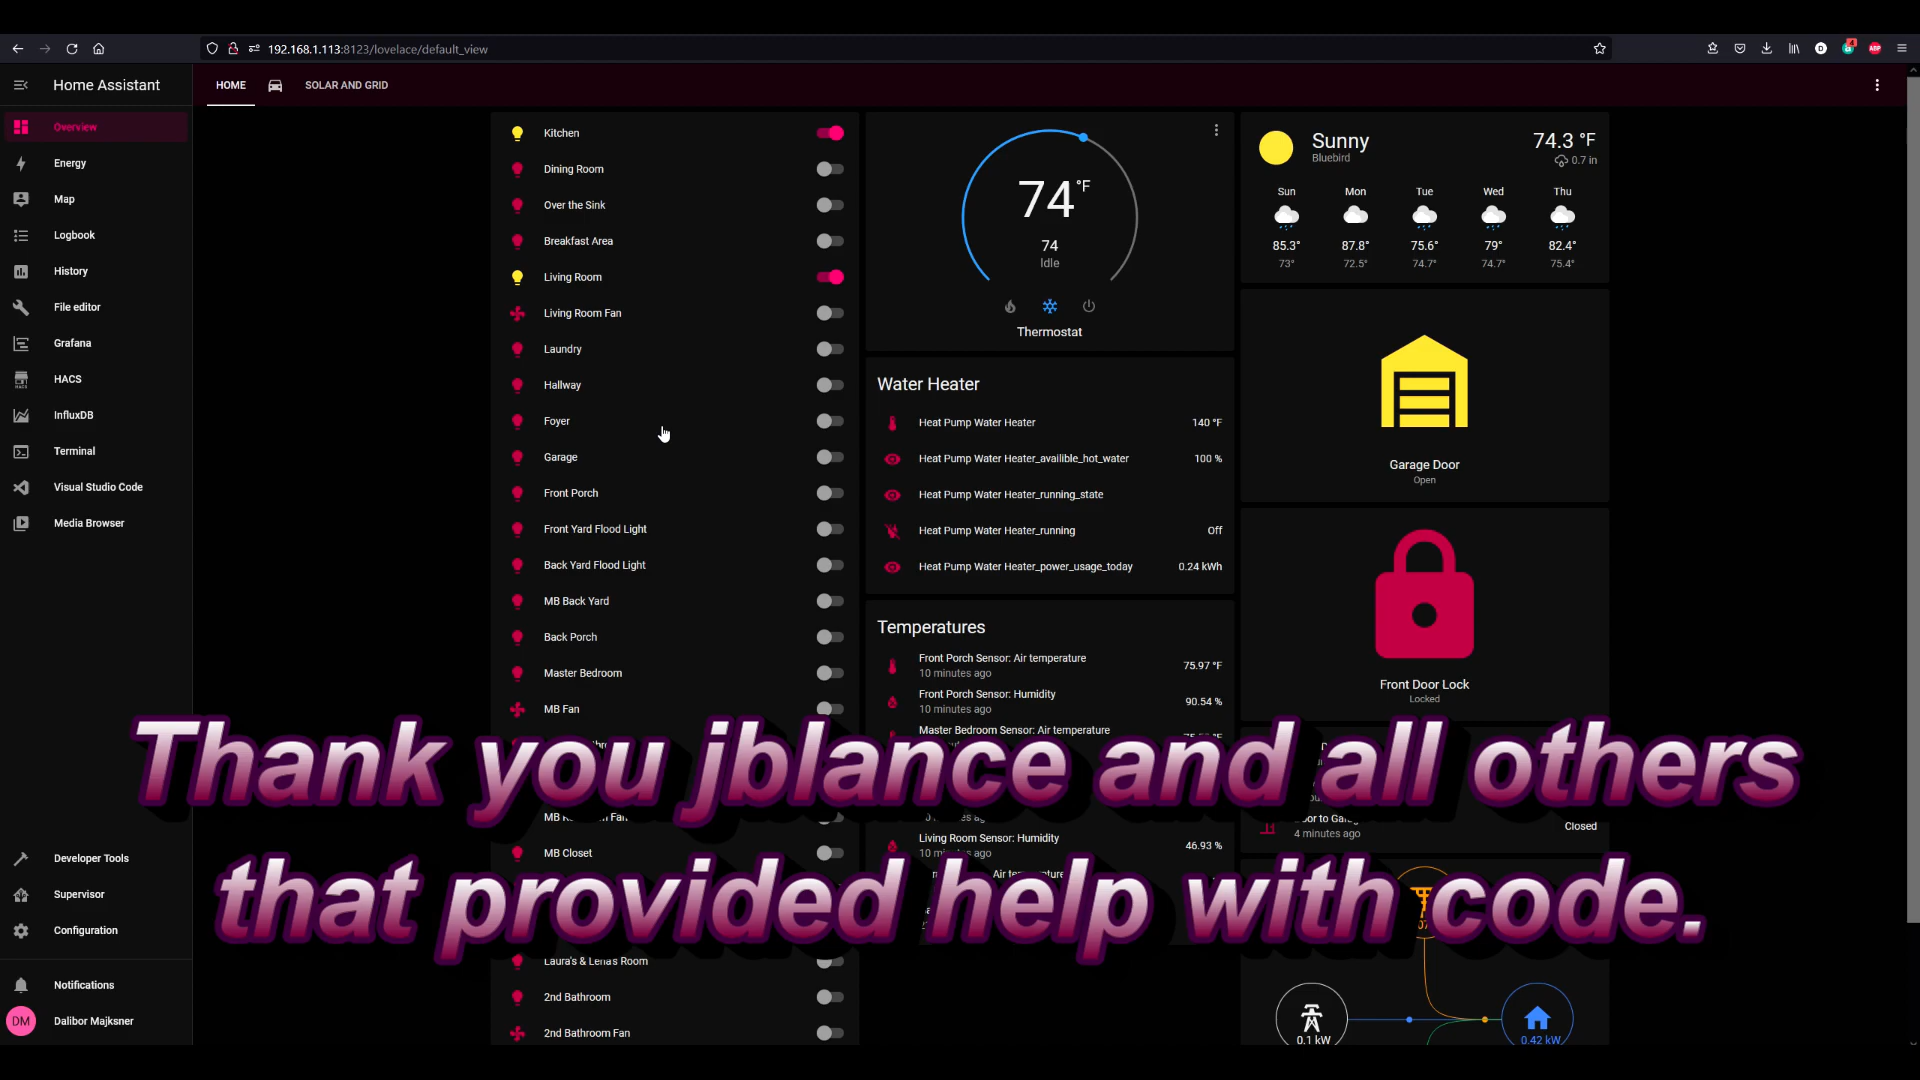 192.168.1.113:8123/lovelace/default_view
4
ABP
Home Assistant
HOME
SOLAR AND GRID
Overview
Energy
Map
Logbook
History
File editor
Grafana
HACS
InfluxDB
Terminal
Visual Studio Code
Media Browser
Developer Tools
Supervisor
Configuration
Notifications
DM Dalibor Majksner
Kitchen
Dining Room
Over the Sink
Breakfast Area
Living Room
Living Room Fan
Laundry
Hallway
Foyer
Garage
Front Porch
Front Yard Flood Light
Back Yard Flood Light
MB Back Yard
Back Porch
Master Bedroom
MB Fan
MB Closet
Laura's & Lena's Room
2nd Bathroom
2nd Bathroom Fan
74 °F
74
Idle
Thermostat
Water Heater
Heat Pump Water Heater 140 °F
Heat Pump Water Heater_availible_hot_water 100 %
Heat Pump Water Heater_running_state
Heat Pump Water Heater_running Off
Heat Pump Water Heater_power_usage_today 0.24 kWh
Temperatures
Front Porch Sensor: Air temperature 75.97 °F
10 minutes ago
Front Porch Sensor: Humidity 90.54 %
10 minutes ago
Master Bedroom Sensor: Air temperature
Living Room Sensor: Humidity 46.93 %
10 minutes ago
Sunny 74.3 °F
Bluebird 0.7 in
Sun Mon Tue Wed Thu
85.3° 87.8° 75.6° 79° 82.4°
73° 72.5° 74.7° 74.7° 75.4°
Garage Door
Open
Front Door Lock
Locked
Closed
4 minutes ago
0.1 kW
0.42 kW
Thank you jblance and all others
that provided help with code.